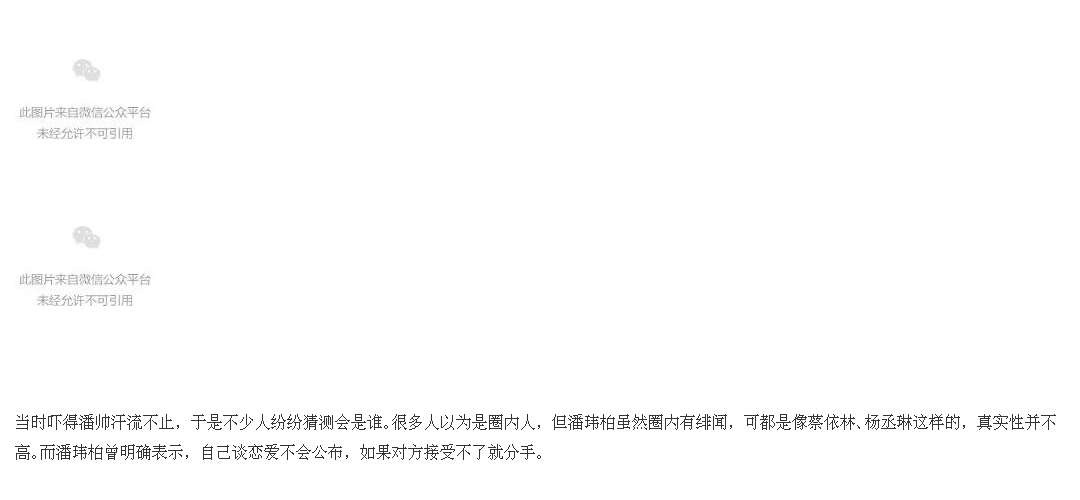 此图片来自微信公众平台
未经允许不可引用
此图片来自微信公众平台
未经允许不可引用
当时吓得潘帅汗流不止，于是不少人纷纷猜测会是谁。很多人以为是圈内人，但潘玮柏虽然圈内有绯闻，可都是像蔡依林、杨丞琳这样的，真实性并不
高。而潘玮柏曾明确表示，自己谈恋爱不会公布，如果对方接受不了就分手。